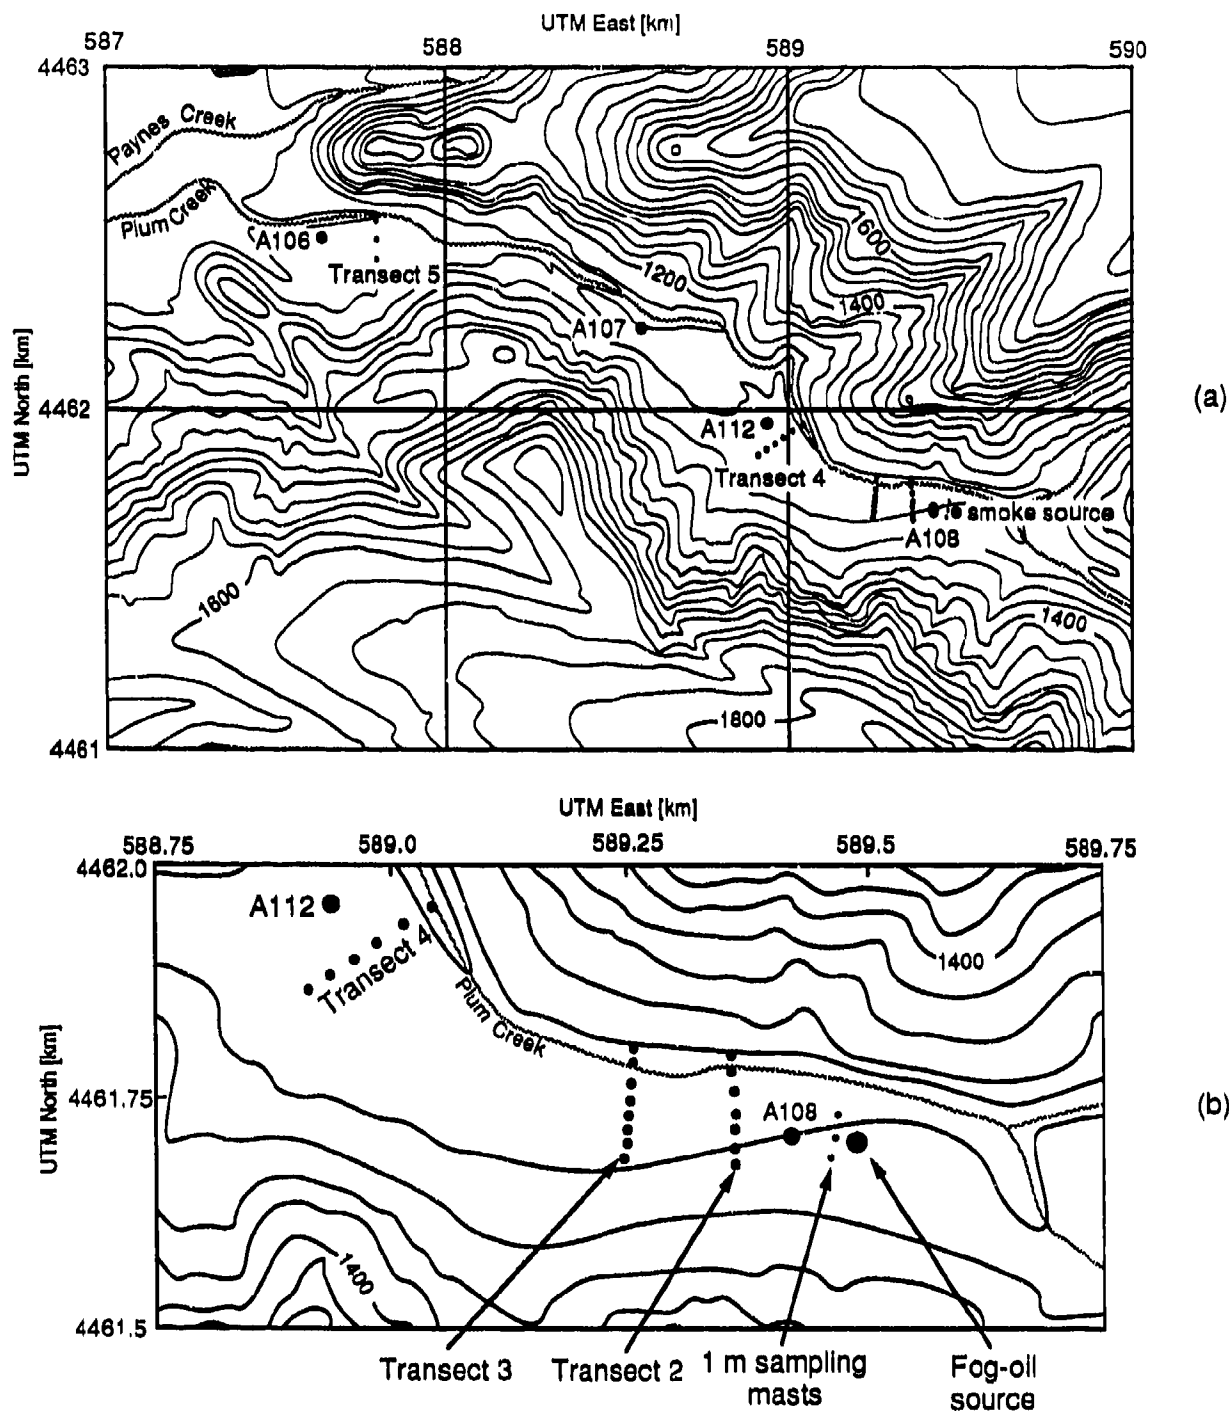 UTM East [km]
587 588 589 590
4463
Paynes Creek
Plum Creek
A106
Transect 5
1200
1600
1400
A107
UTM North [km]
(a)
4462
A112
Transect 4
smoke source
A108
1600
1400
1800
4461
UTM East [km]
588.75 589.0 589.25 589.5 589.75
4462.0
A112
Transect 4
1400
Plum Creek
UTM North [km]
4461.75
A108
(b)
1400
4461.5
Transect 3
Transect 2
1 m sampling
masts
Fog-oil
source